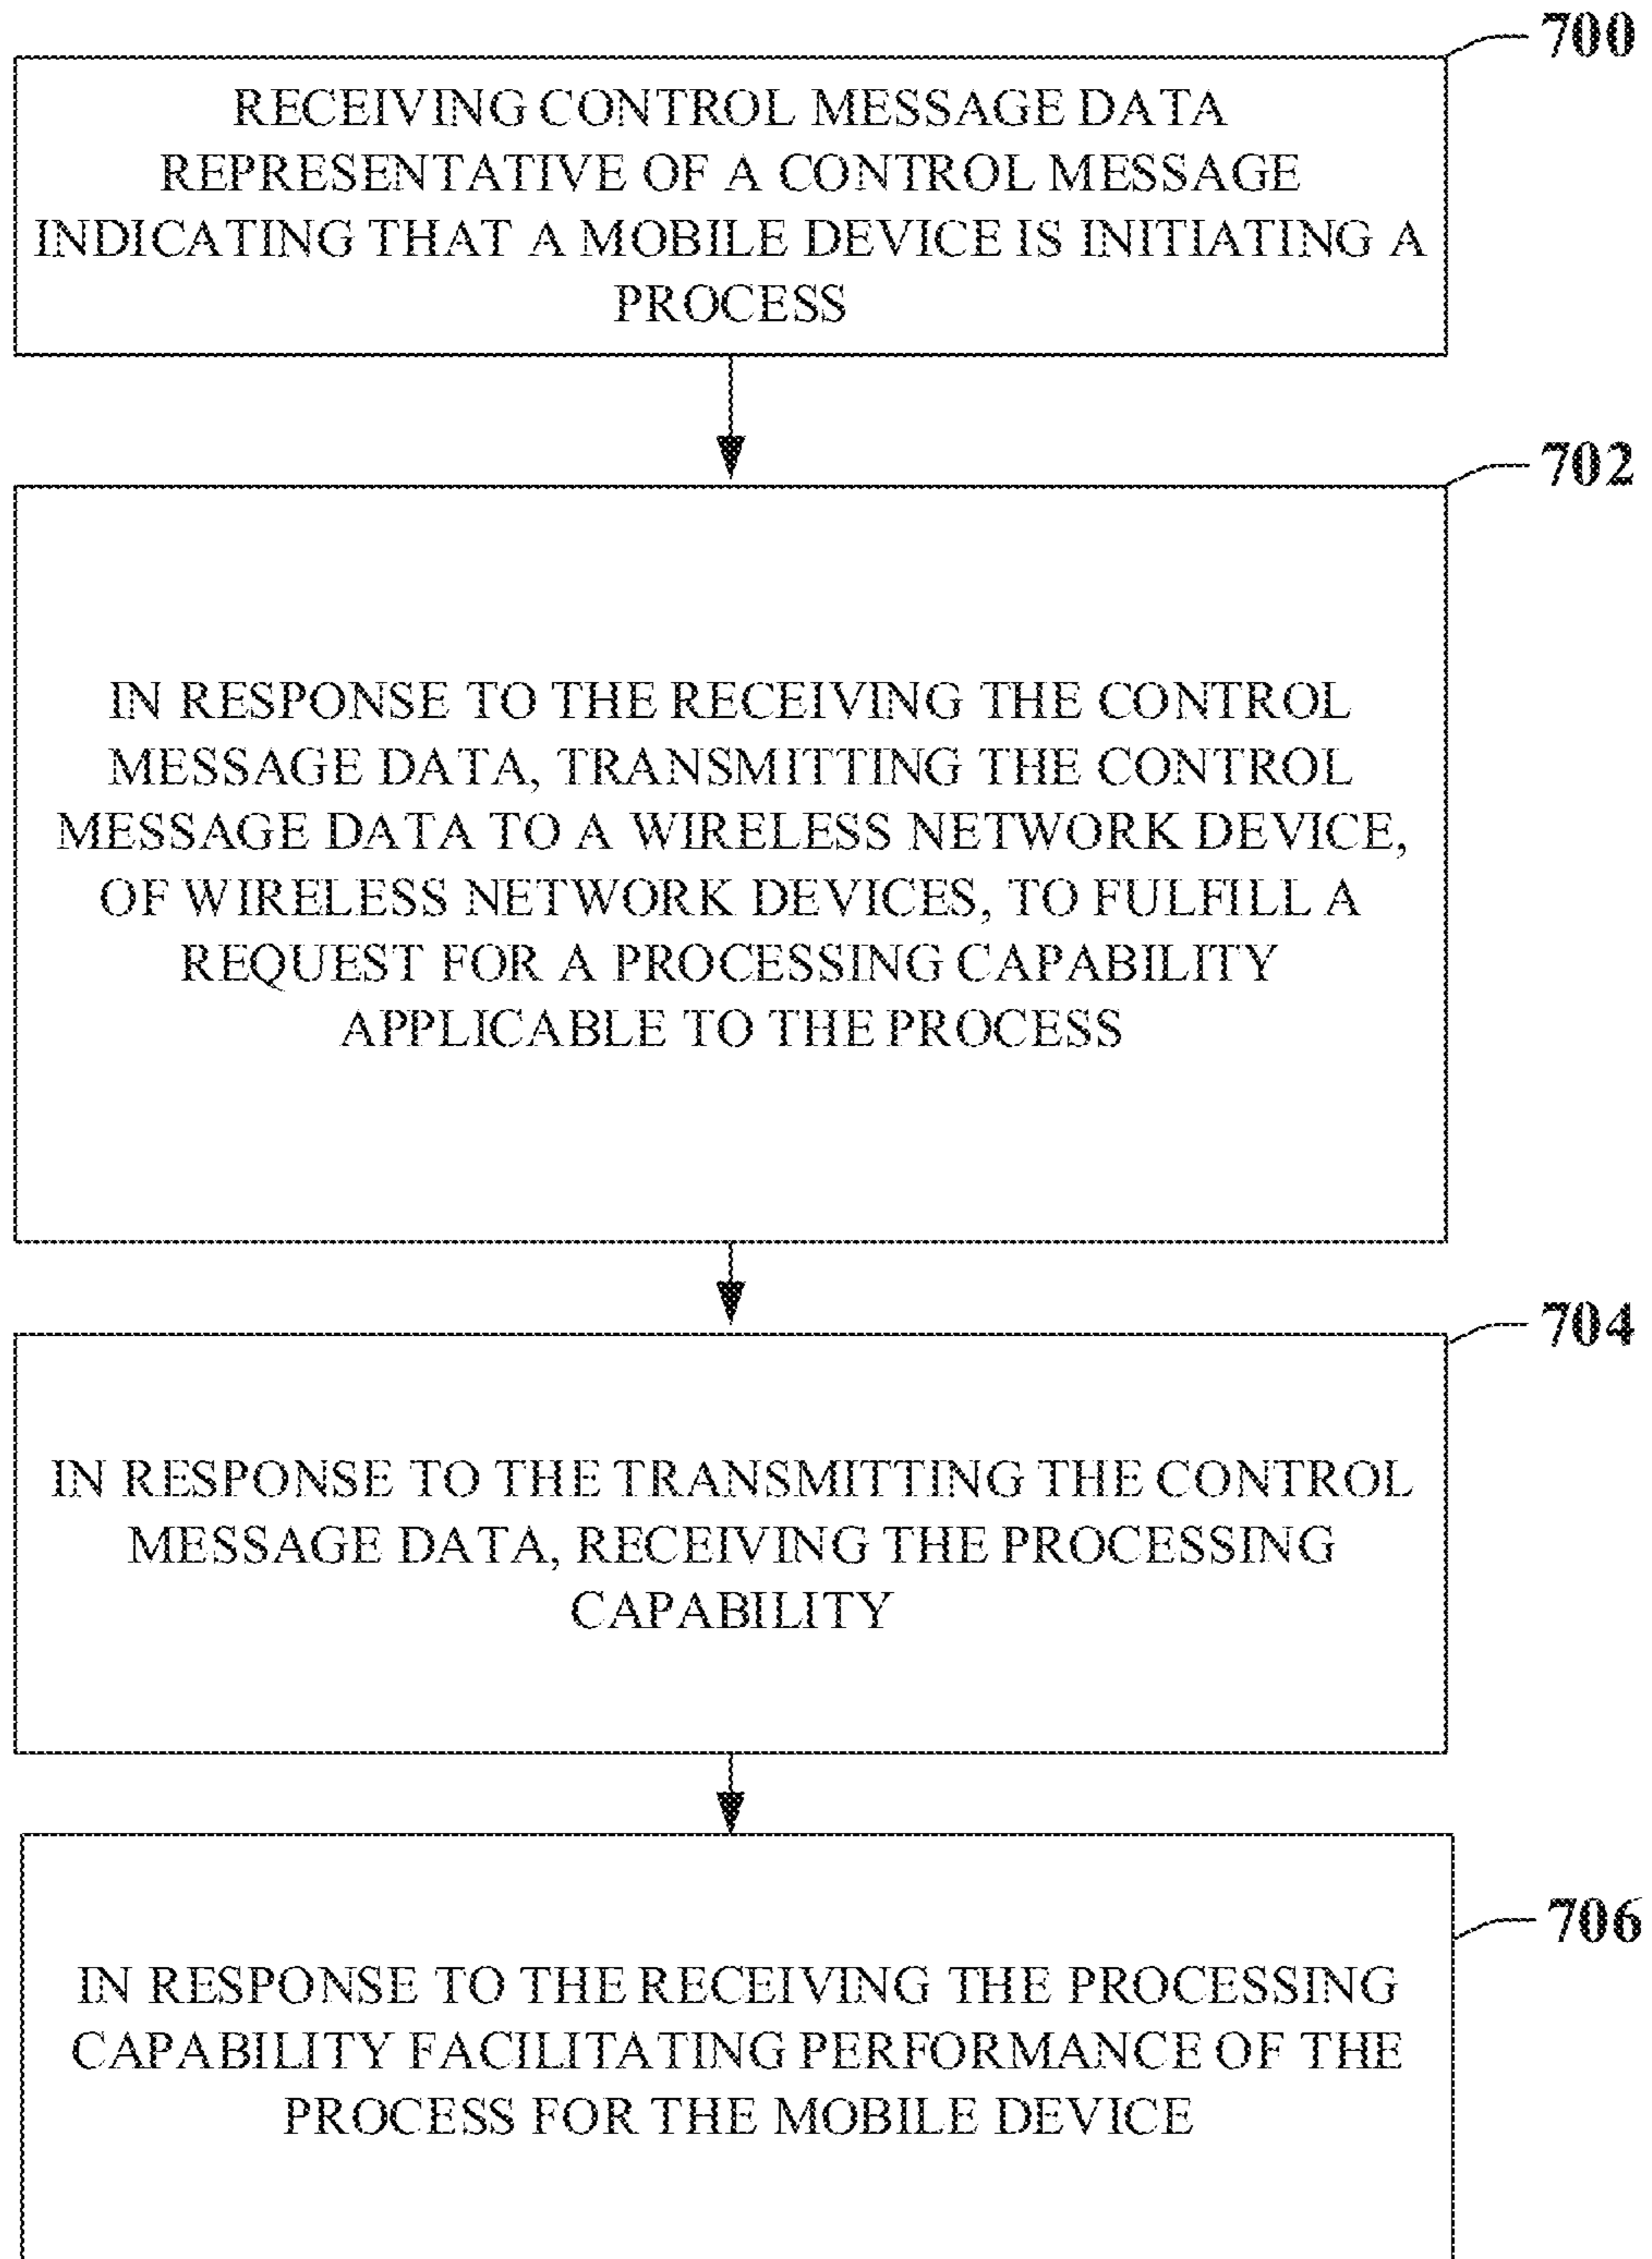 700
RECEIVING CONTROL MESSAGE DATA
REPRESENTATIVE OF A CONTROL MESSAGE
INDICATING THAT A MOBILE DEVICE IS INITIATING A
PROCESS
702
IN RESPONSE TO THE RECEIVING THE CONTROL
MESSAGE DATA, TRANSMITTING THE CONTROL
MESSAGE DATA TO A WIRELESS NETWORK DEVICE,
OF WIRELESS NETWORK DEVICES, TO FULFILL A
REQUEST FOR A PROCESSING CAPABILITY
APPLICABLE TO THE PROCESS
704
IN RESPONSE TO THE TRANSMITTING THE CONTROL
MESSAGE DATA, RECEIVING THE PROCESSING
CAPABILITY
706
IN RESPONSE TO THE RECEIVING THE PROCESSING
CAPABILITY FACILITATING PERFORMANCE OF THE
PROCESS FOR THE MOBILE DEVICE